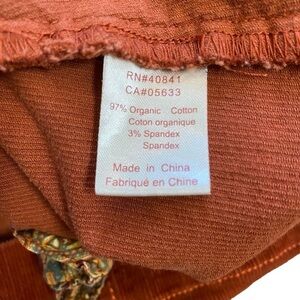 RN#40841
CA#05633
97% Organic Cotton
Coton organique
3% Spandex
Spandex
Made in China
Fabriqué en Chine